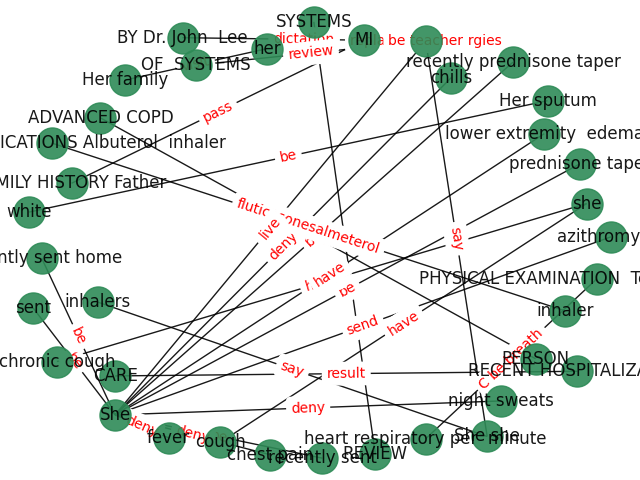 SYSTEMS
BY Dr. John Lee
dictation
her
MI
a be teacher rgies
review
OF SYSTEMS
recently prednisone taper
Her family
chills
pass
Her sputum
ADVANCED COPD
lower extremity edema
ICATIONS Albuterol inhaler
be
prednisone tape
MILY HISTORY Father
she
white
fluticasonesalmeterol
live
deny
say
azithromy
ntly sent home
have
PHYSICAL EXAMINATION T
be
inhalers
sent
inhaler
send
have
be
chronic cough
say
C be breath
PERSON
RECENT HOSPITALIZA
CARE
result
night sweats
She
deny
deny
deny
fever
cough
heart respiratory per minute
She she
chest pain
recently sent
REVIEW